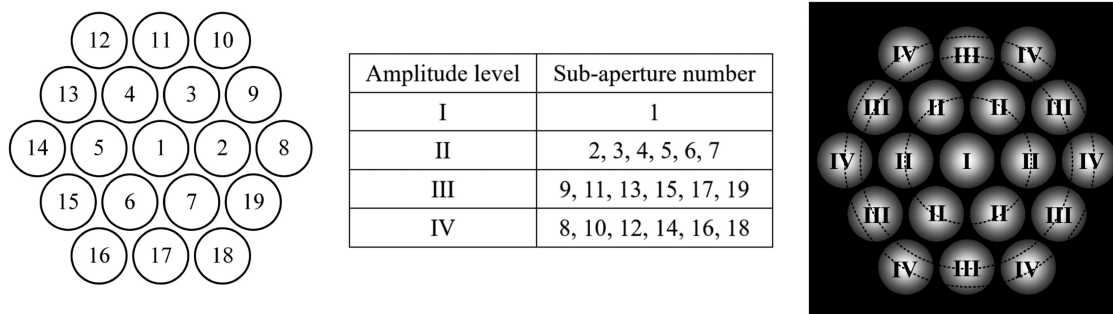 12 11 10
13 4 3 9
14 5 1 2 8
15 6 7 19
16 17 18
Amplitude level Sub-aperture number
I 1
II 2, 3, 4, 5, 6, 7
III 9, 11, 13, 15, 17, 19
IV 8, 10, 12, 14, 16, 18
IV III IV
III II II III
IV II I II IV
III II II III
IV III IV